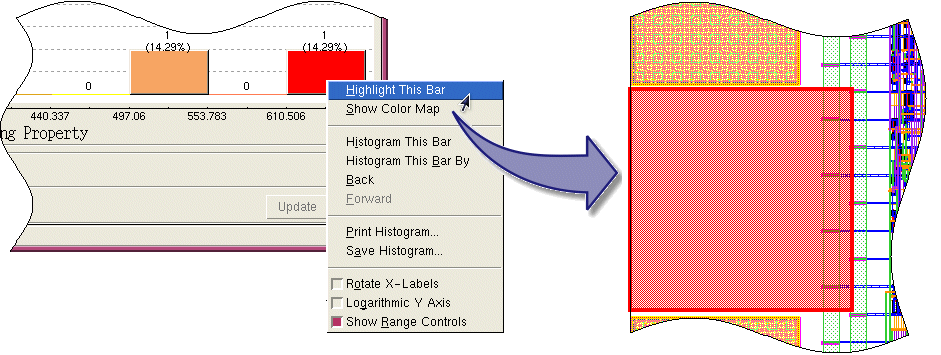 1 1
(14.29%) (14.29%)
0 0
440.337 497.06 553.783 610.506
ng Property
Update
Highlight This Bar
Show Color Map
Histogram This Bar
Histogram This Bar By
Back
Forward
Print Histogram...
Save Histogram...
Rotate X-Labels
Logarithmic Y Axis
Show Range Controls